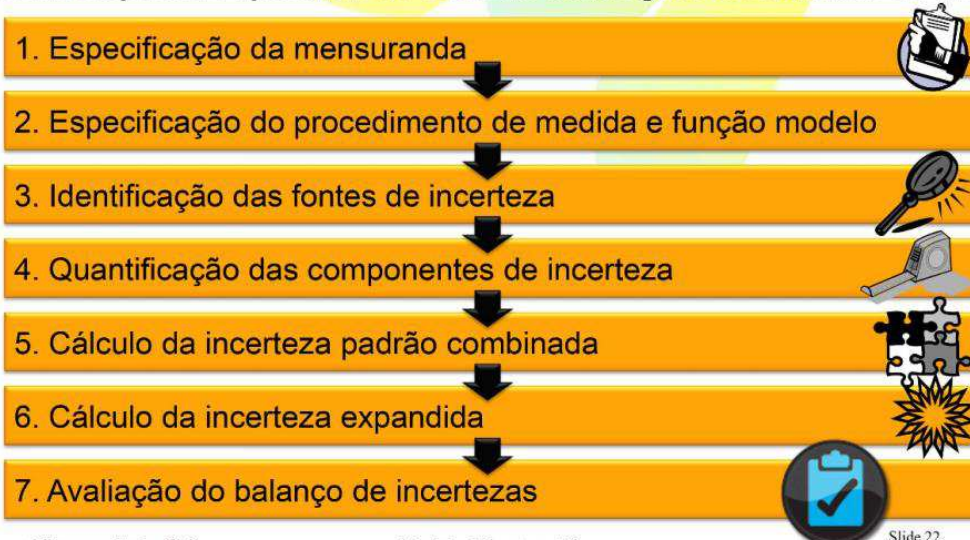 1. Especificação da mensuranda
2. Especificação do procedimento de medida e função modelo
3. Identificação das fontes de incerteza
4. Quantificação das componentes de incerteza
5. Cálculo da incerteza padrão combinada
6. Cálculo da incerteza expandida
7. Avaliação do balanço de incertezas
Slide 22